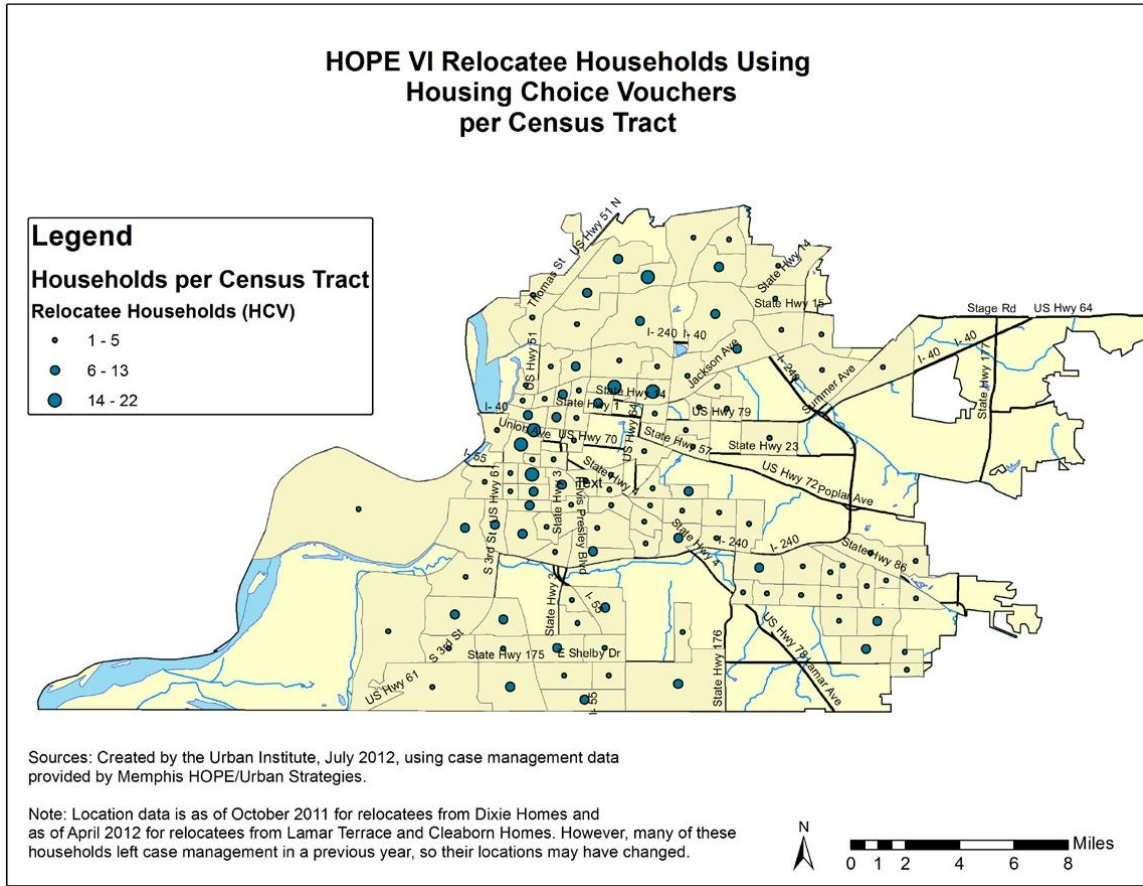 HOPE VI Relocatee Households Using
Housing Choice Vouchers
per Census Tract
Legend
Households per Census Tract
Relocatee Households (HCV)
1 - 5
6 - 13
14 - 22
US Hwy 51 N
Thomas St
State Hwy 14
State Hwy 15
Stage Rd
US Hwy 64
I- 240
I- 40
I- 40
I- 40
US Hwy 51
Jackson Ave
I- 240
Summer Ave
State Hwy 177
State Hwy 14
State Hwy 1
I- 40
US Hwy 64
US Hwy 79
Union Ave
US Hwy 70
State Hwy 57
State Hwy 23
I- 55
US Hwy 72
Poplar Ave
State Hwy 4
Text
US Hwy 61
State Hwy 3
Elvis Presley Blvd
S 3rd St
I- 240
I- 240
State Hwy 4
State Hwy 86
State Hwy 3
I- 55
S 3rd St
State Hwy 175
E Shelby Dr
State Hwy 176
US Hwy 78
Lamar Ave
US Hwy 61
I- 55
Sources: Created by the Urban Institute, July 2012, using case management data
provided by Memphis HOPE/Urban Strategies.
Note: Location data is as of October 2011 for relocatees from Dixie Homes and
as of April 2012 for relocatees from Lamar Terrace and Cleaborn Homes. However, many of these
households left case management in a previous year, so their locations may have changed.
N
Miles
0 1 2 4 6 8